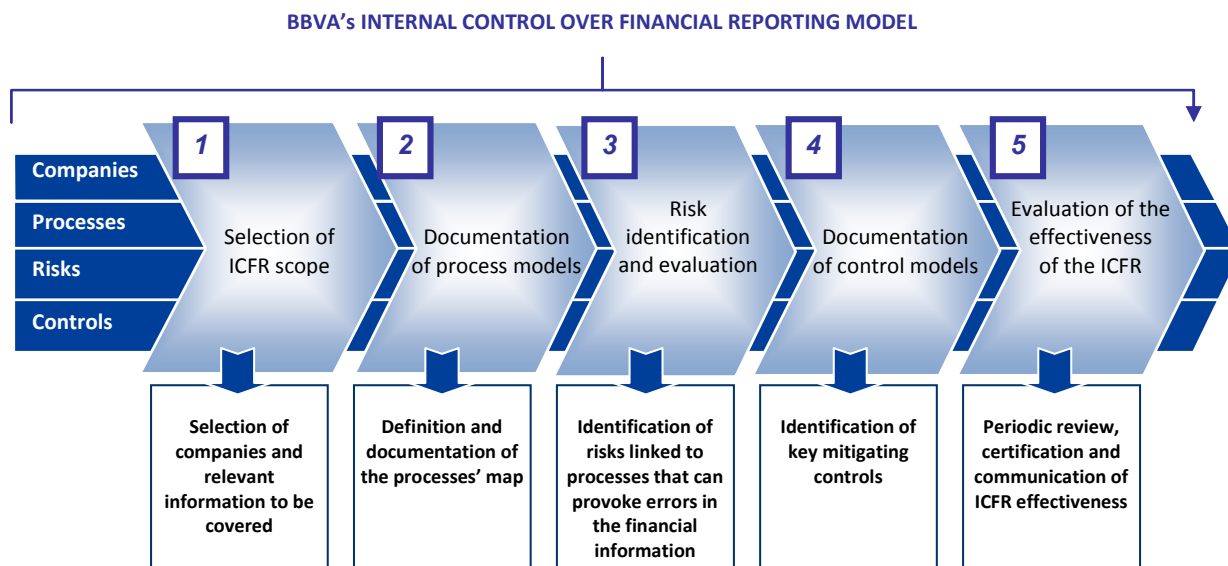 BBVA's INTERNAL CONTROL OVER FINANCIAL REPORTING MODEL
Companies
Processes
Risks
Controls
1
Selection of
ICFR scope
2
Documentation
of process models
3
Risk
identification
and evaluation
4
Documentation
of control models
5
Evaluation of the
effectiveness
of the ICFR
Selection of
companies and
relevant
information to be
covered
Definition and
documentation of
the processes' map
Identification of
risks linked to
processes that can
provoke errors in
the financial
information
Identification of
key mitigating
controls
Periodic review,
certification and
communication of
ICFR effectiveness